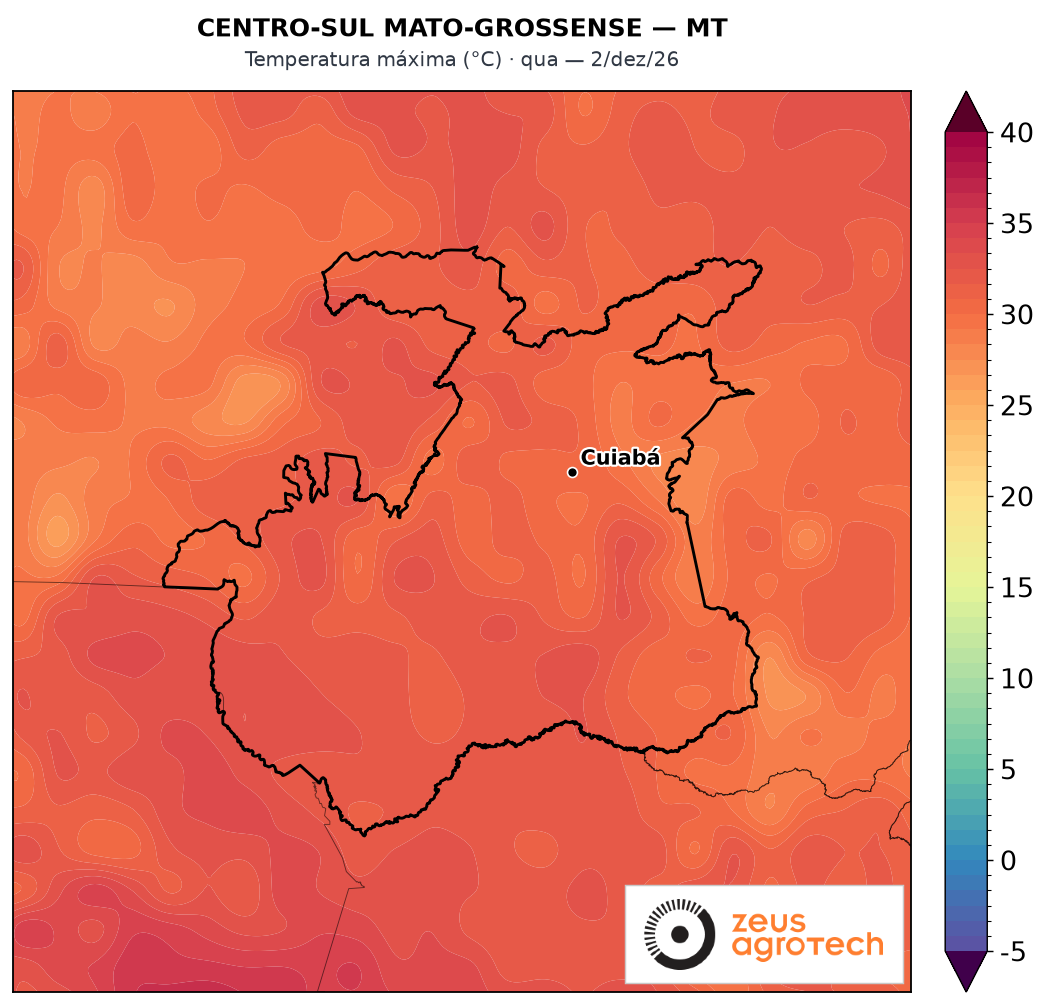 CENTRO-SUL MATO-GROSSENSE — MT
Temperatura máxima (°C) · qua — 2/dez/26
40
35
30
25
20
15
10
5
0
-5
Cuiabá
zeus
agrotech